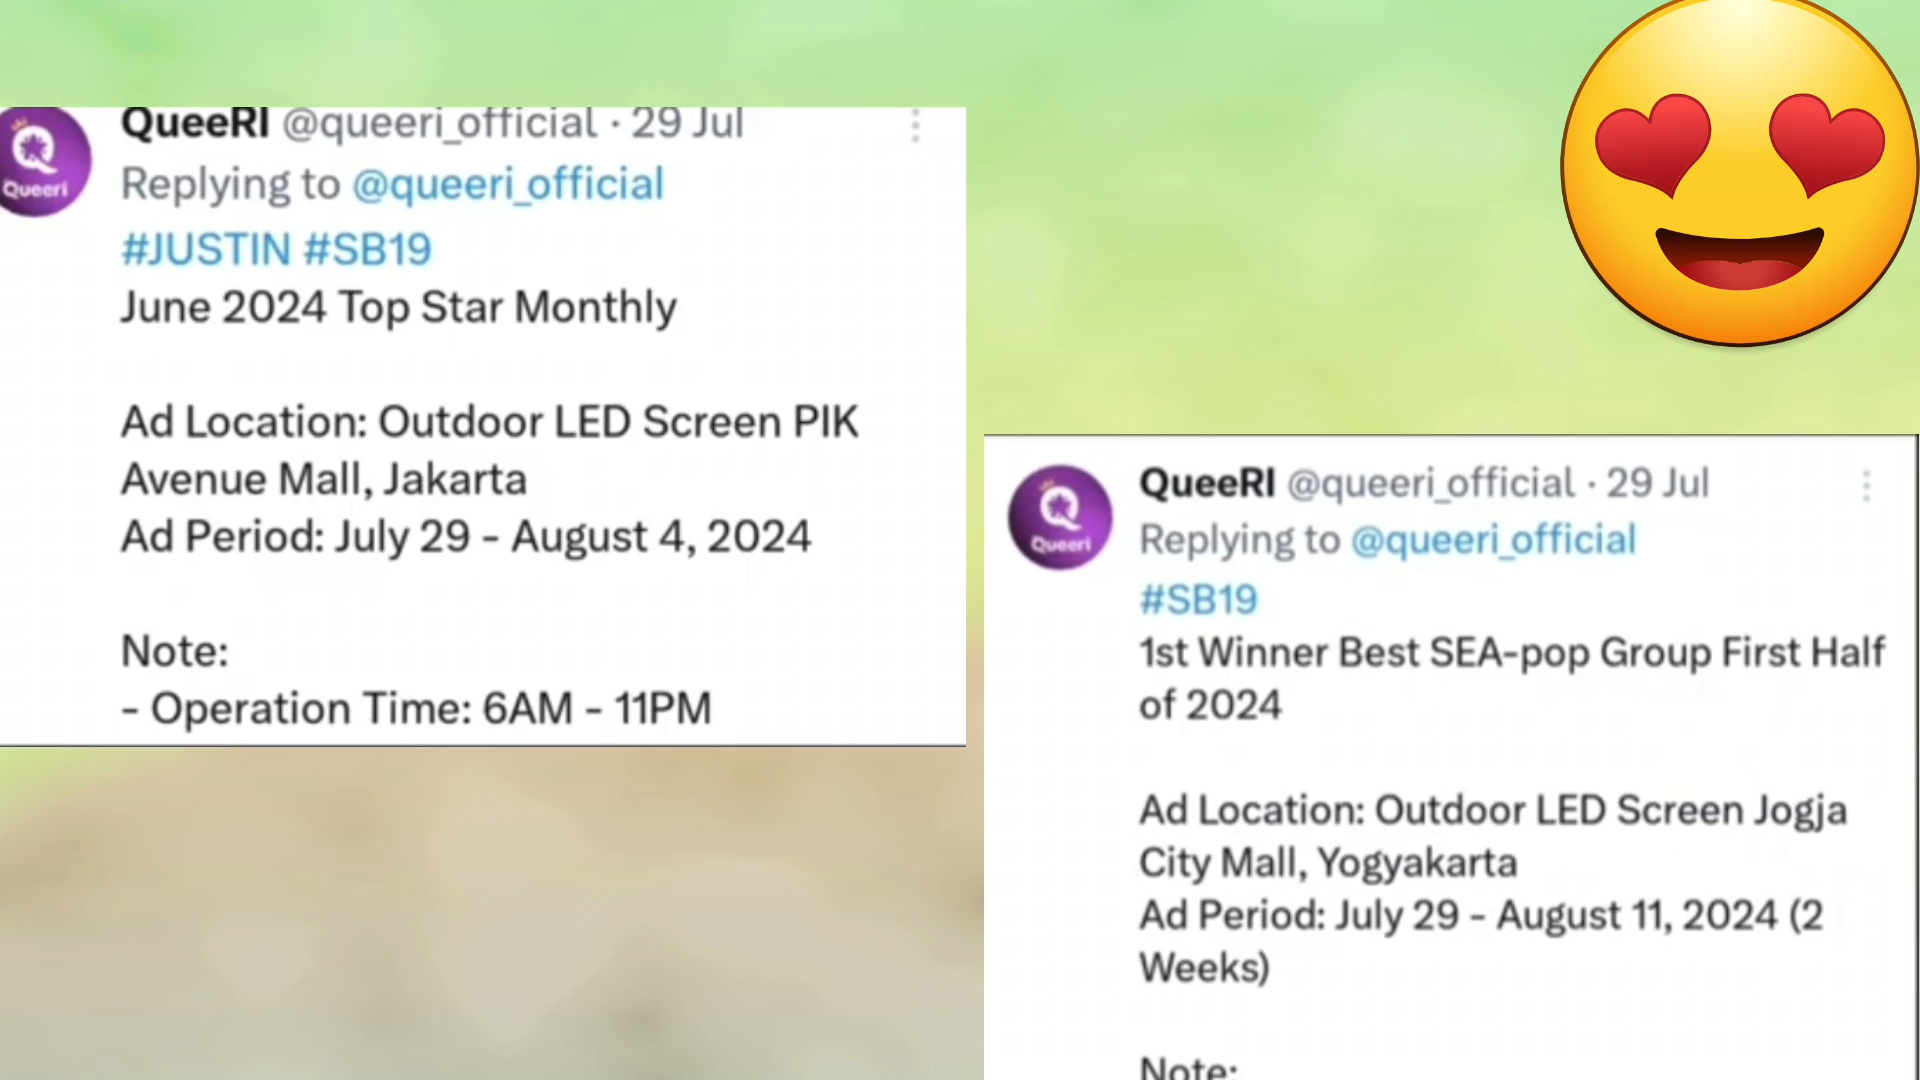 QueeRI @queeri_official · 29 Jul
Queeri
Replying to @queeri_official
#JUSTIN #SB19
June 2024 Top Star Monthly
Ad Location: Outdoor LED Screen PIK
Avenue Mall, Jakarta
Ad Period: July 29 - August 4, 2024
Note:
- Operation Time: 6AM - 11PM
QueeRI @queeri_official · 29 Jul
Queeri
Replying to @queeri_official
#SB19
1st Winner Best SEA-pop Group First Half
of 2024
Ad Location: Outdoor LED Screen Jogja
City Mall, Yogyakarta
Ad Period: July 29 - August 11, 2024 (2
Weeks)
Note: